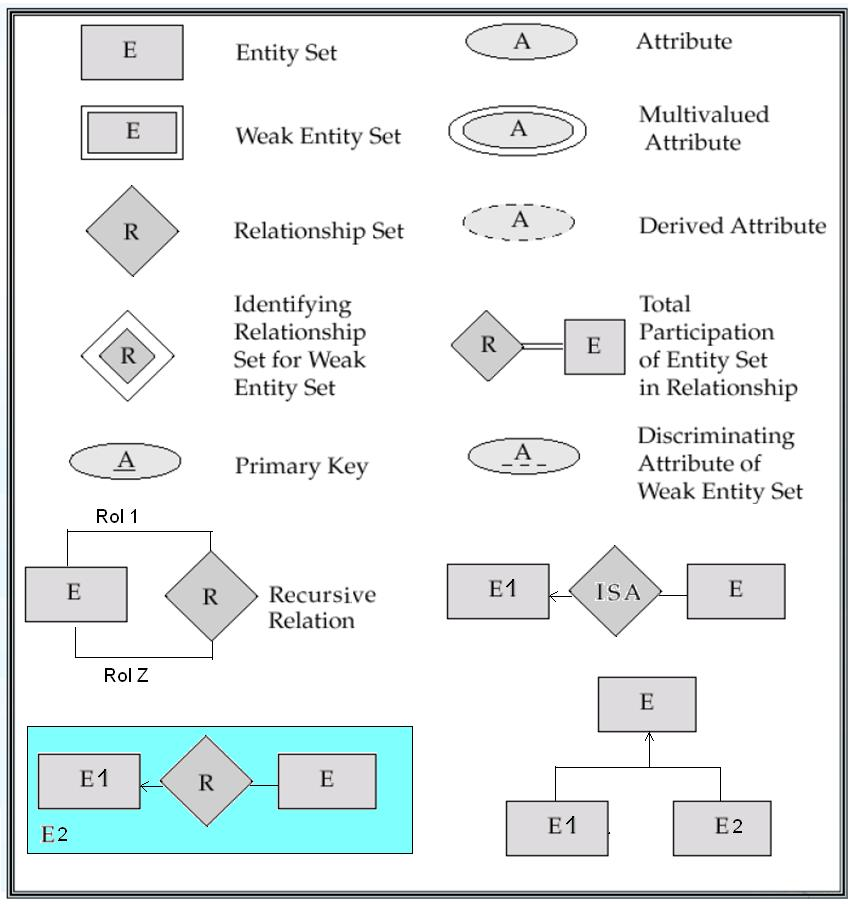 E
Entity Set
A
Attribute
E
Weak Entity Set
A
Multivalued
Attribute
R
Relationship Set
A
Derived Attribute
R
Identifying
Relationship
Set for Weak
Entity Set
R
E
Total
Participation
of Entity Set
in Relationship
A
Primary Key
A
Discriminating
Attribute of
Weak Entity Set
Rol 1
E
R
Recursive
Relation
Rol Z
E1
ISA
E
E1
R
E
E2
E
E1
E2